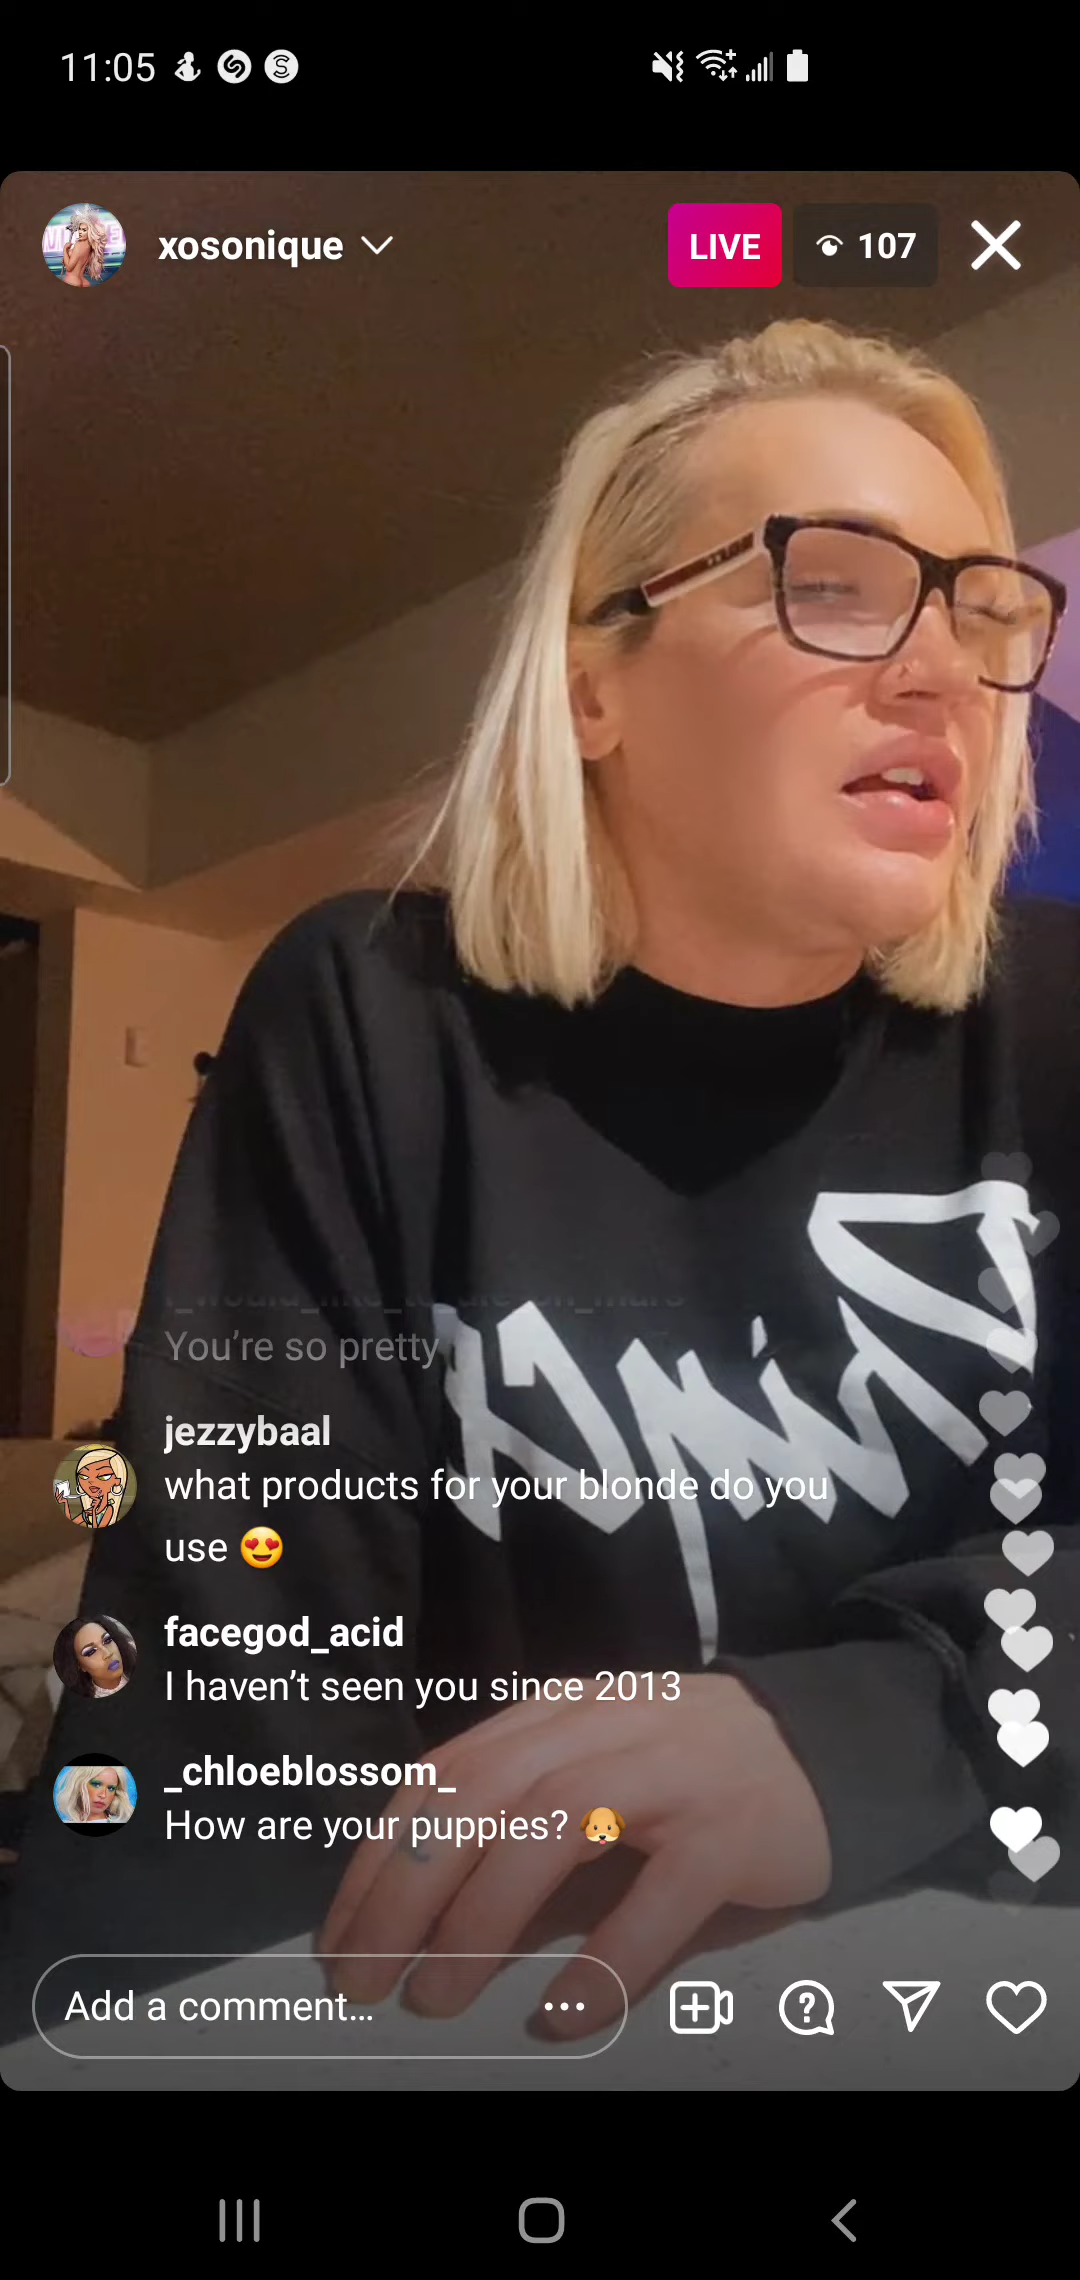 11:05
xosonique
LIVE
107
You're so pretty
jezzybaal
what products for your blonde do you
use 😍
facegod_acid
I haven't seen you since 2013
_chloeblossom_
How are your puppies? 🐶
Add a comment...